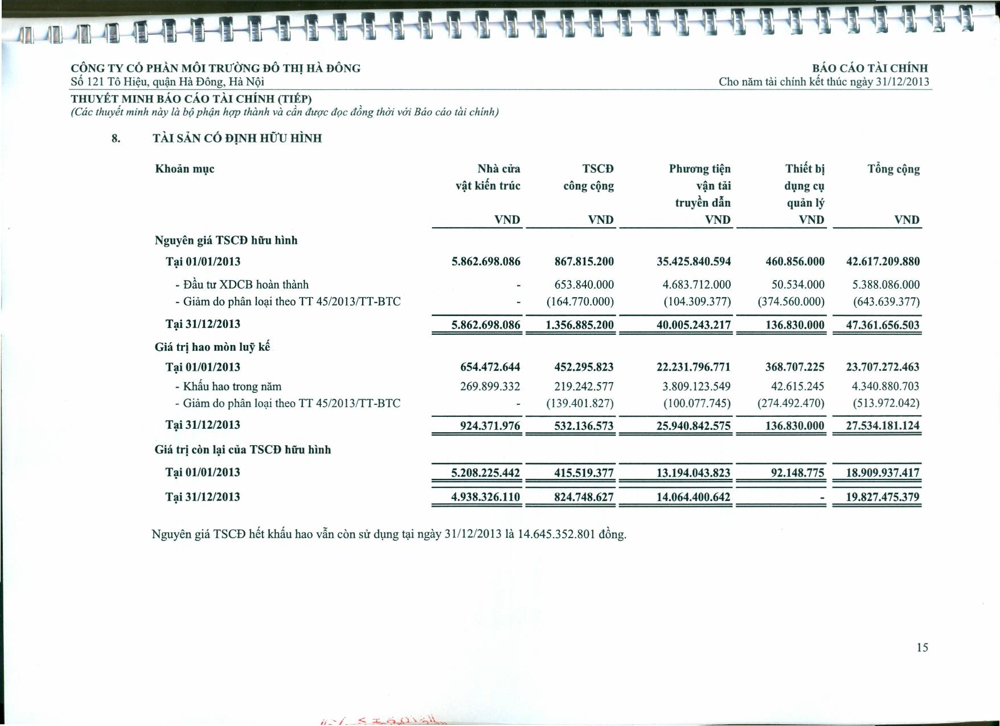 CÔNG TY CỔ PHẦN MÔI TRƯỜNG ĐÔ THỊ HÀ ĐÔNG BÁO CÁO TÀI CHÍNH
Số 121 Tô Hiệu, quận Hà Đông, Hà Nội Cho năm tài chính kết thúc ngày 31/12/2013
THUYẾT MINH BÁO CÁO TÀI CHÍNH (TIẾP)
(Các thuyết minh này là bộ phận hợp thành và cần được đọc đồng thời với Báo cáo tài chính)
8. TÀI SẢN CỐ ĐỊNH HỮU HÌNH
Khoản mục Nhà cửa TSCĐ Phương tiện Thiết bị Tổng cộng
vật kiến trúc công cộng vận tải dụng cụ
truyền dẫn quản lý
VND VND VND VND VND
Nguyên giá TSCĐ hữu hình
Tại 01/01/2013 5.862.698.086 867.815.200 35.425.840.594 460.856.000 42.617.209.880
- Đầu tư XDCB hoàn thành - 653.840.000 4.683.712.000 50.534.000 5.388.086.000
- Giảm do phân loại theo TT 45/2013/TT-BTC - (164.770.000) (104.309.377) (374.560.000) (643.639.377)
Tại 31/12/2013 5.862.698.086 1.356.885.200 40.005.243.217 136.830.000 47.361.656.503
Giá trị hao mòn luỹ kế
Tại 01/01/2013 654.472.644 452.295.823 22.231.796.771 368.707.225 23.707.272.463
- Khấu hao trong năm 269.899.332 219.242.577 3.809.123.549 42.615.245 4.340.880.703
- Giảm do phân loại theo TT 45/2013/TT-BTC - (139.401.827) (100.077.745) (274.492.470) (513.972.042)
Tại 31/12/2013 924.371.976 532.136.573 25.940.842.575 136.830.000 27.534.181.124
Giá trị còn lại của TSCĐ hữu hình
Tại 01/01/2013 5.208.225.442 415.519.377 13.194.043.823 92.148.775 18.909.937.417
Tại 31/12/2013 4.938.326.110 824.748.627 14.064.400.642 - 19.827.475.379
Nguyên giá TSCĐ hết khấu hao vẫn còn sử dụng tại ngày 31/12/2013 là 14.645.352.801 đồng.
15